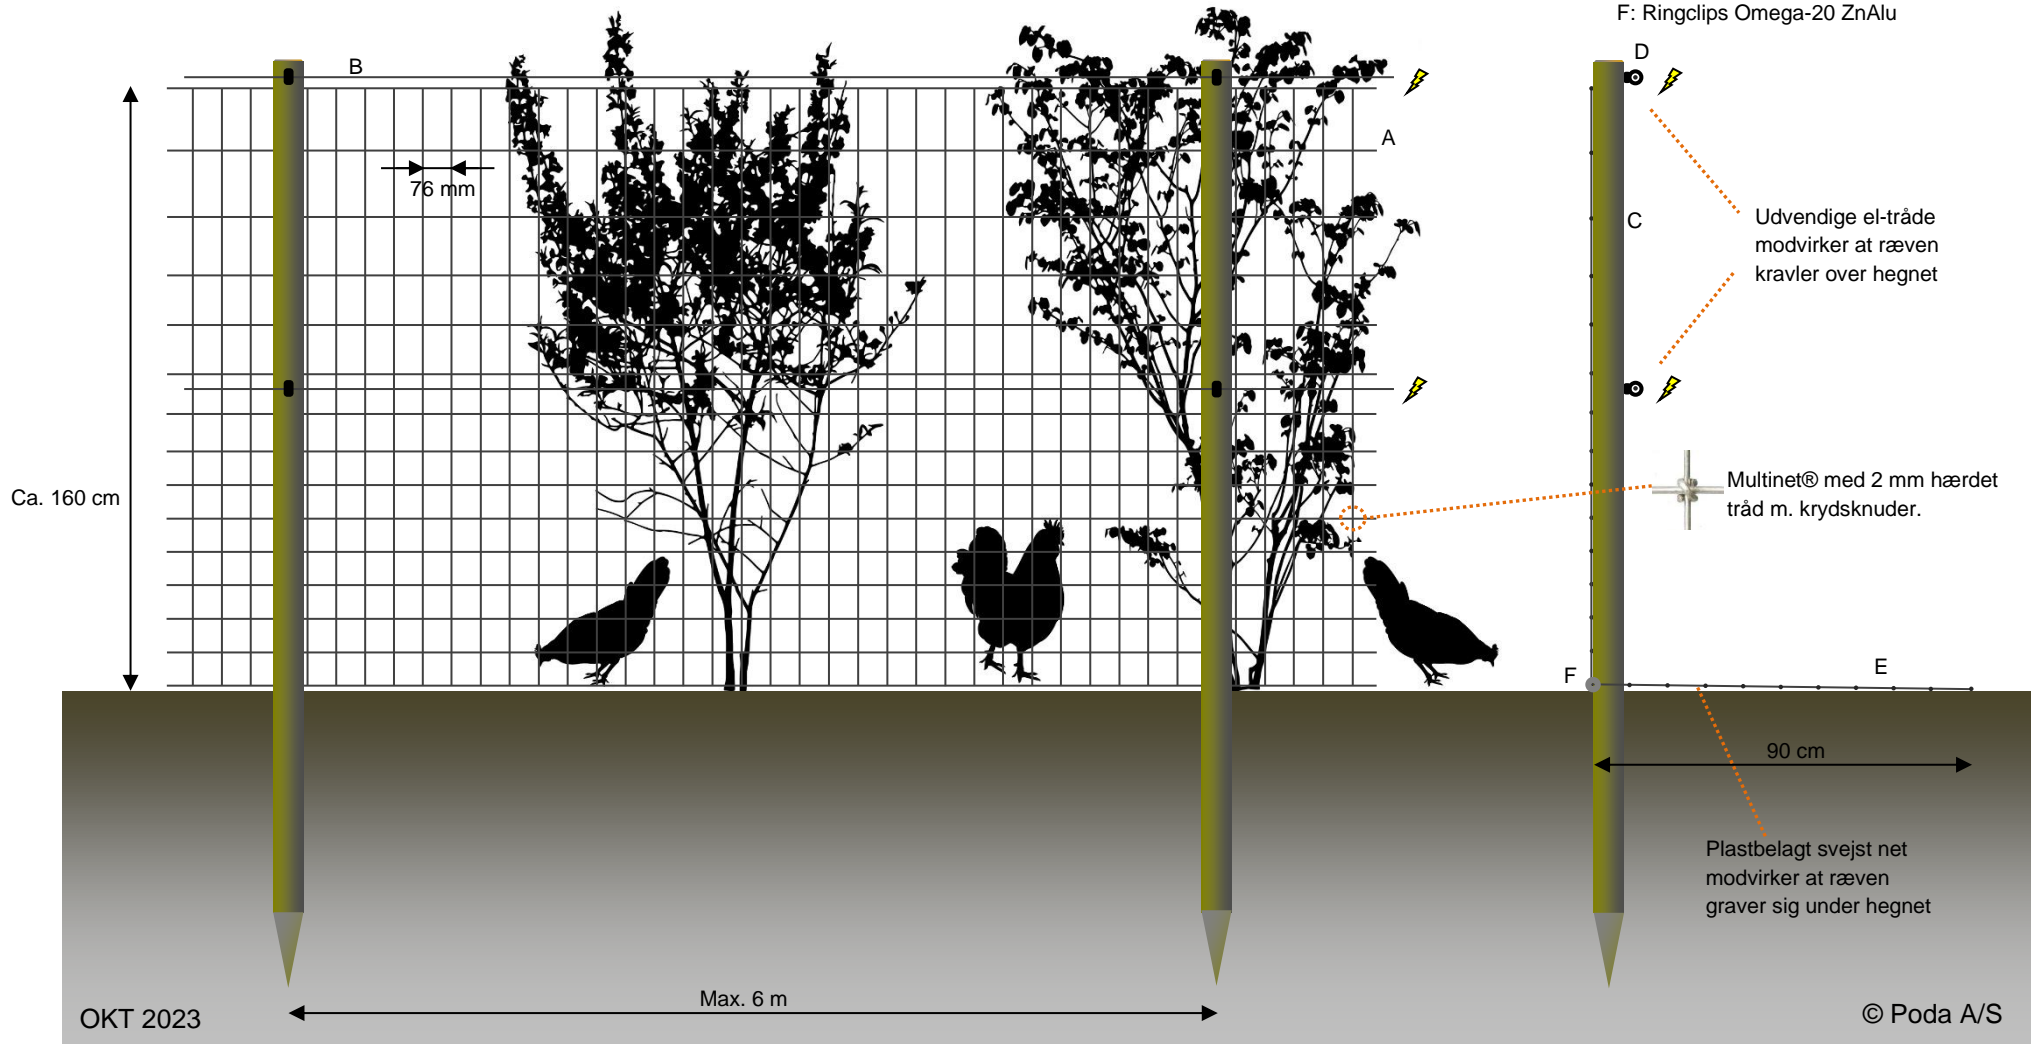 F: Ringclips Omega-20 ZnAlu
D
B
A
76 mm
C
Udvendige el-tråde
modvirker at ræven
kravler over hegnet
Ca. 160 cm
Multinet® med 2 mm hærdet
tråd m. krydsknuder.
F
E
90 cm
Plastbelagt svejst net
modvirker at ræven
graver sig under hegnet
Max. 6 m
OKT 2023
© Poda A/S